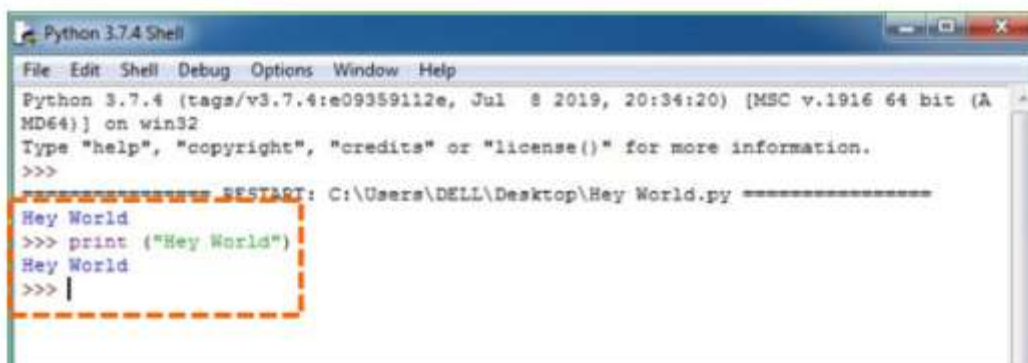 Python 3.7.4 Shell
File Edit Shell Debug Options Window Help
Python 3.7.4 (tags/v3.7.4:e09359112e, Jul 8 2019, 20:34:20) [MSC v.1916 64 bit (A
MD64)] on win32
Type "help", "copyright", "credits" or "license()" for more information.
>>>
================ RESTART: C:\Users\DELL\Desktop\Hey World.py ================
Hey World
>>> print ("Hey World")
Hey World
>>>